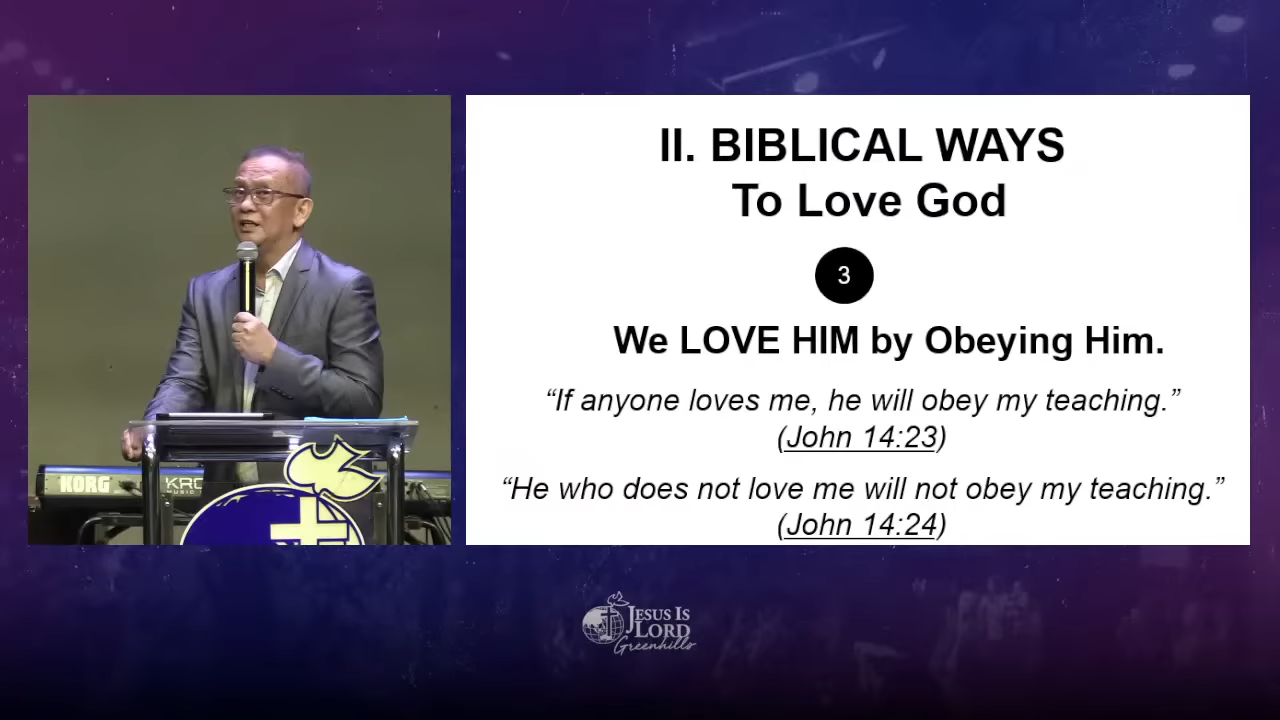 II. BIBLICAL WAYS
To Love God
3
We LOVE HIM by Obeying Him.
“If anyone loves me, he will obey my teaching.”
(John 14:23)
“He who does not love me will not obey my teaching.”
(John 14:24)
KORG
KRO
MUSIC
JESUS IS
LORD
Greenhills